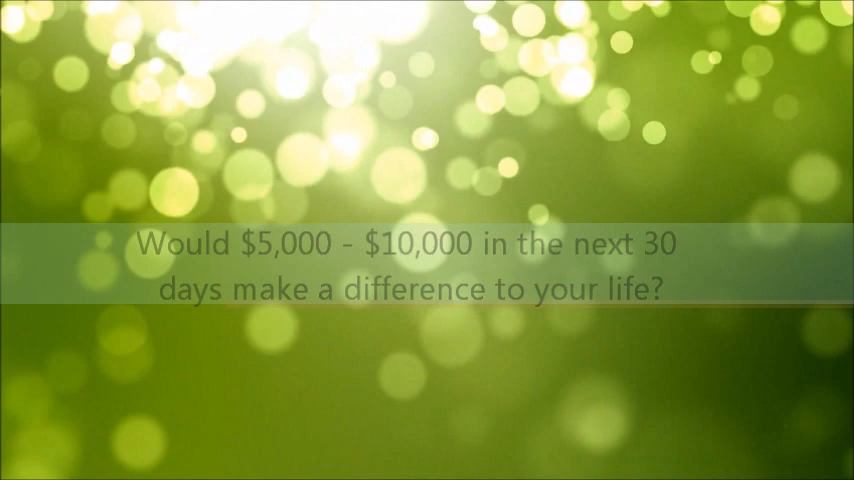 Would $5,000 - $10,000 in the next 30
days make a difference to your life?